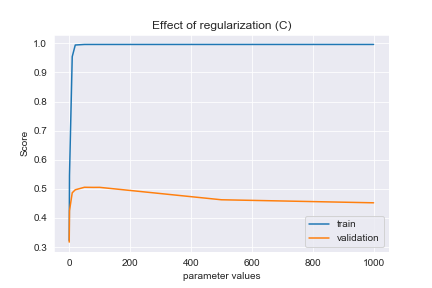 Effect of regularization (C)
1.0
0.9
0.8
0.7
0.6
0.5
0.4
0.3
Score
0 200 400 600 800 1000
parameter values
train
validation